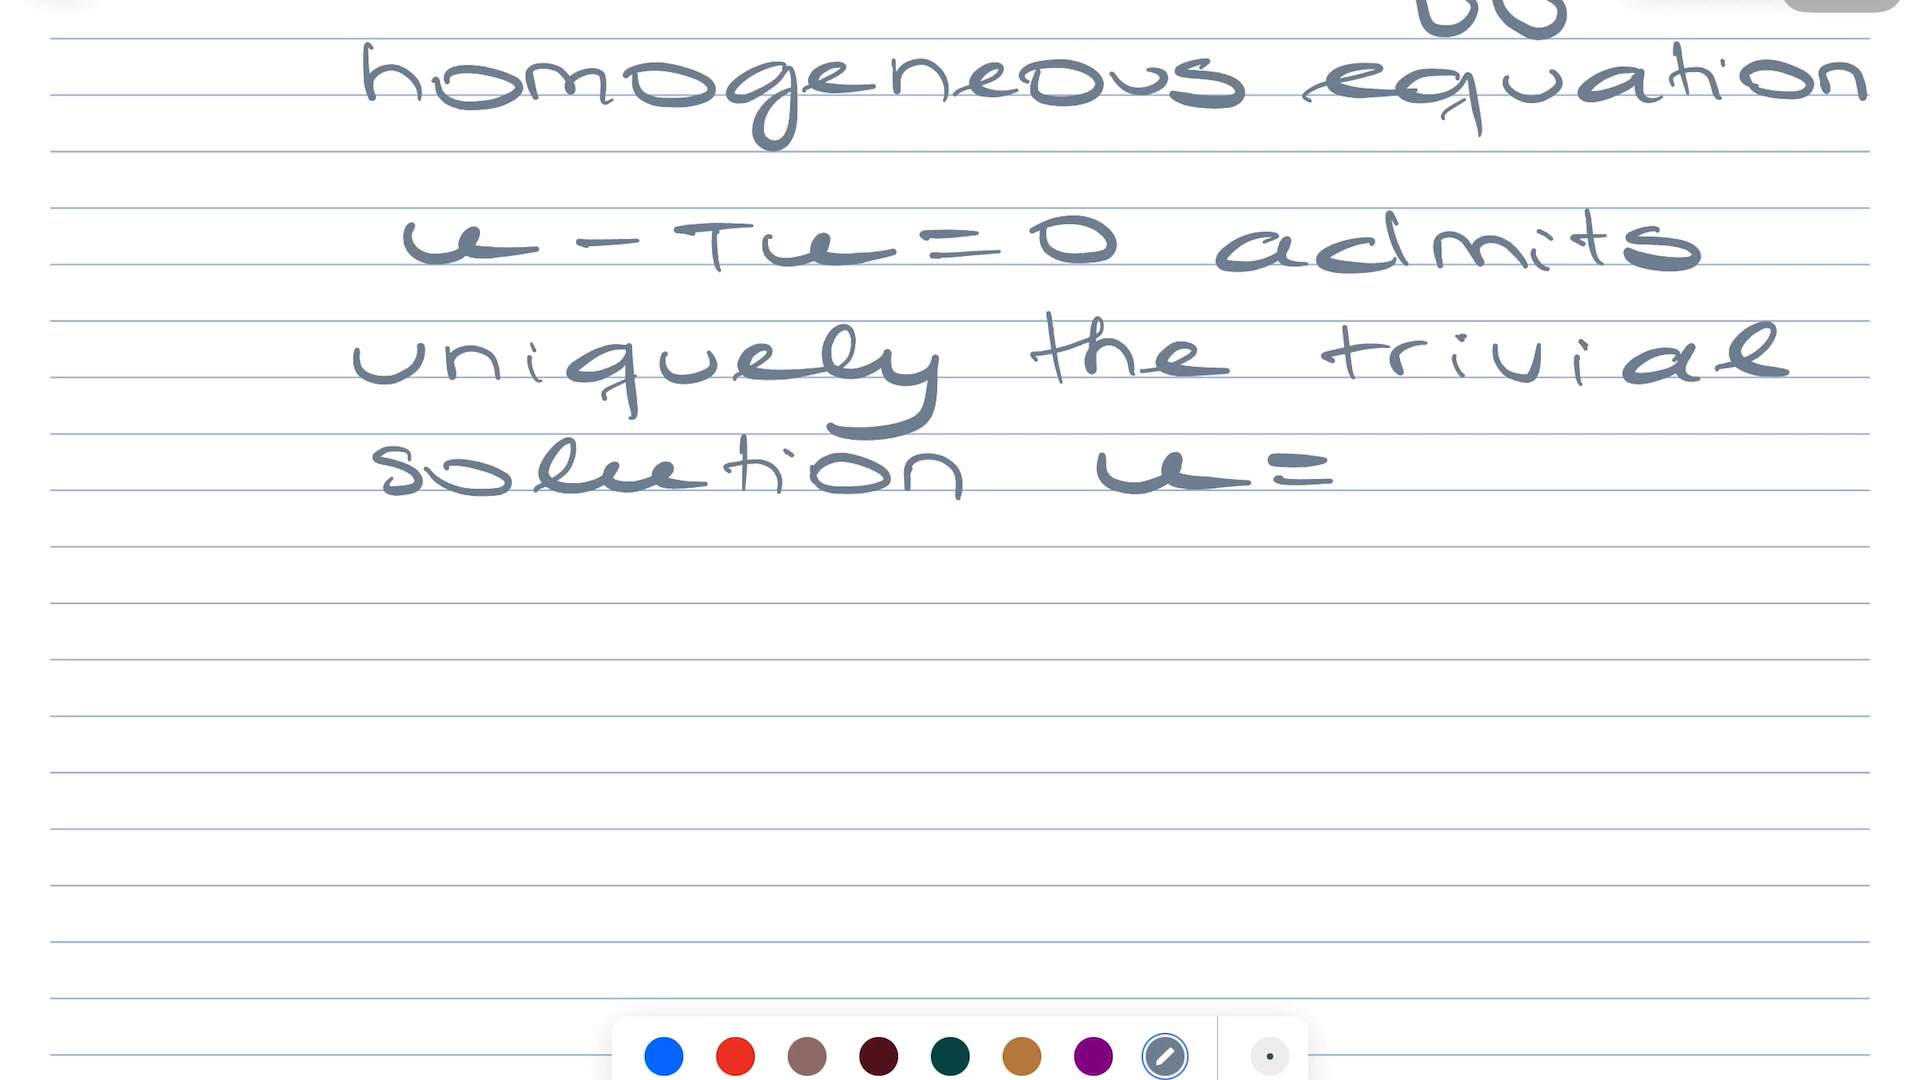 homogeneous equation
u - Tu = 0 admits
uniquely the trivial
solution u =